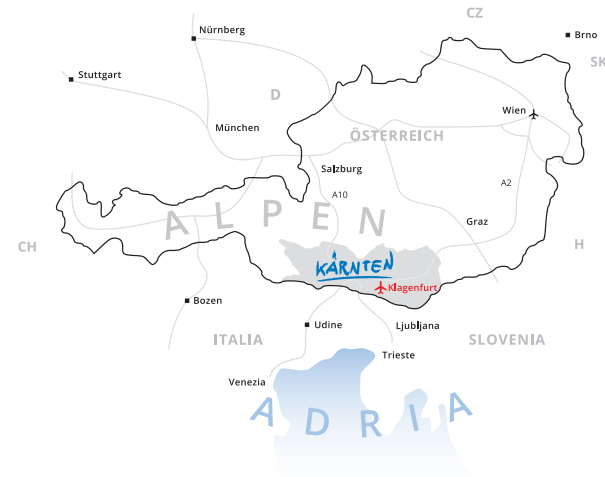 CZ
Nürnberg
Brno
SK
Stuttgart
D
Wien
München
ÖSTERREICH
Salzburg
A10
A2
ALPEN
Graz
CH
H
KÄRNTEN
Klagenfurt
Bozen
Udine
Ljubljana
ITALIA
SLOVENIA
Trieste
Venezia
ADRIA